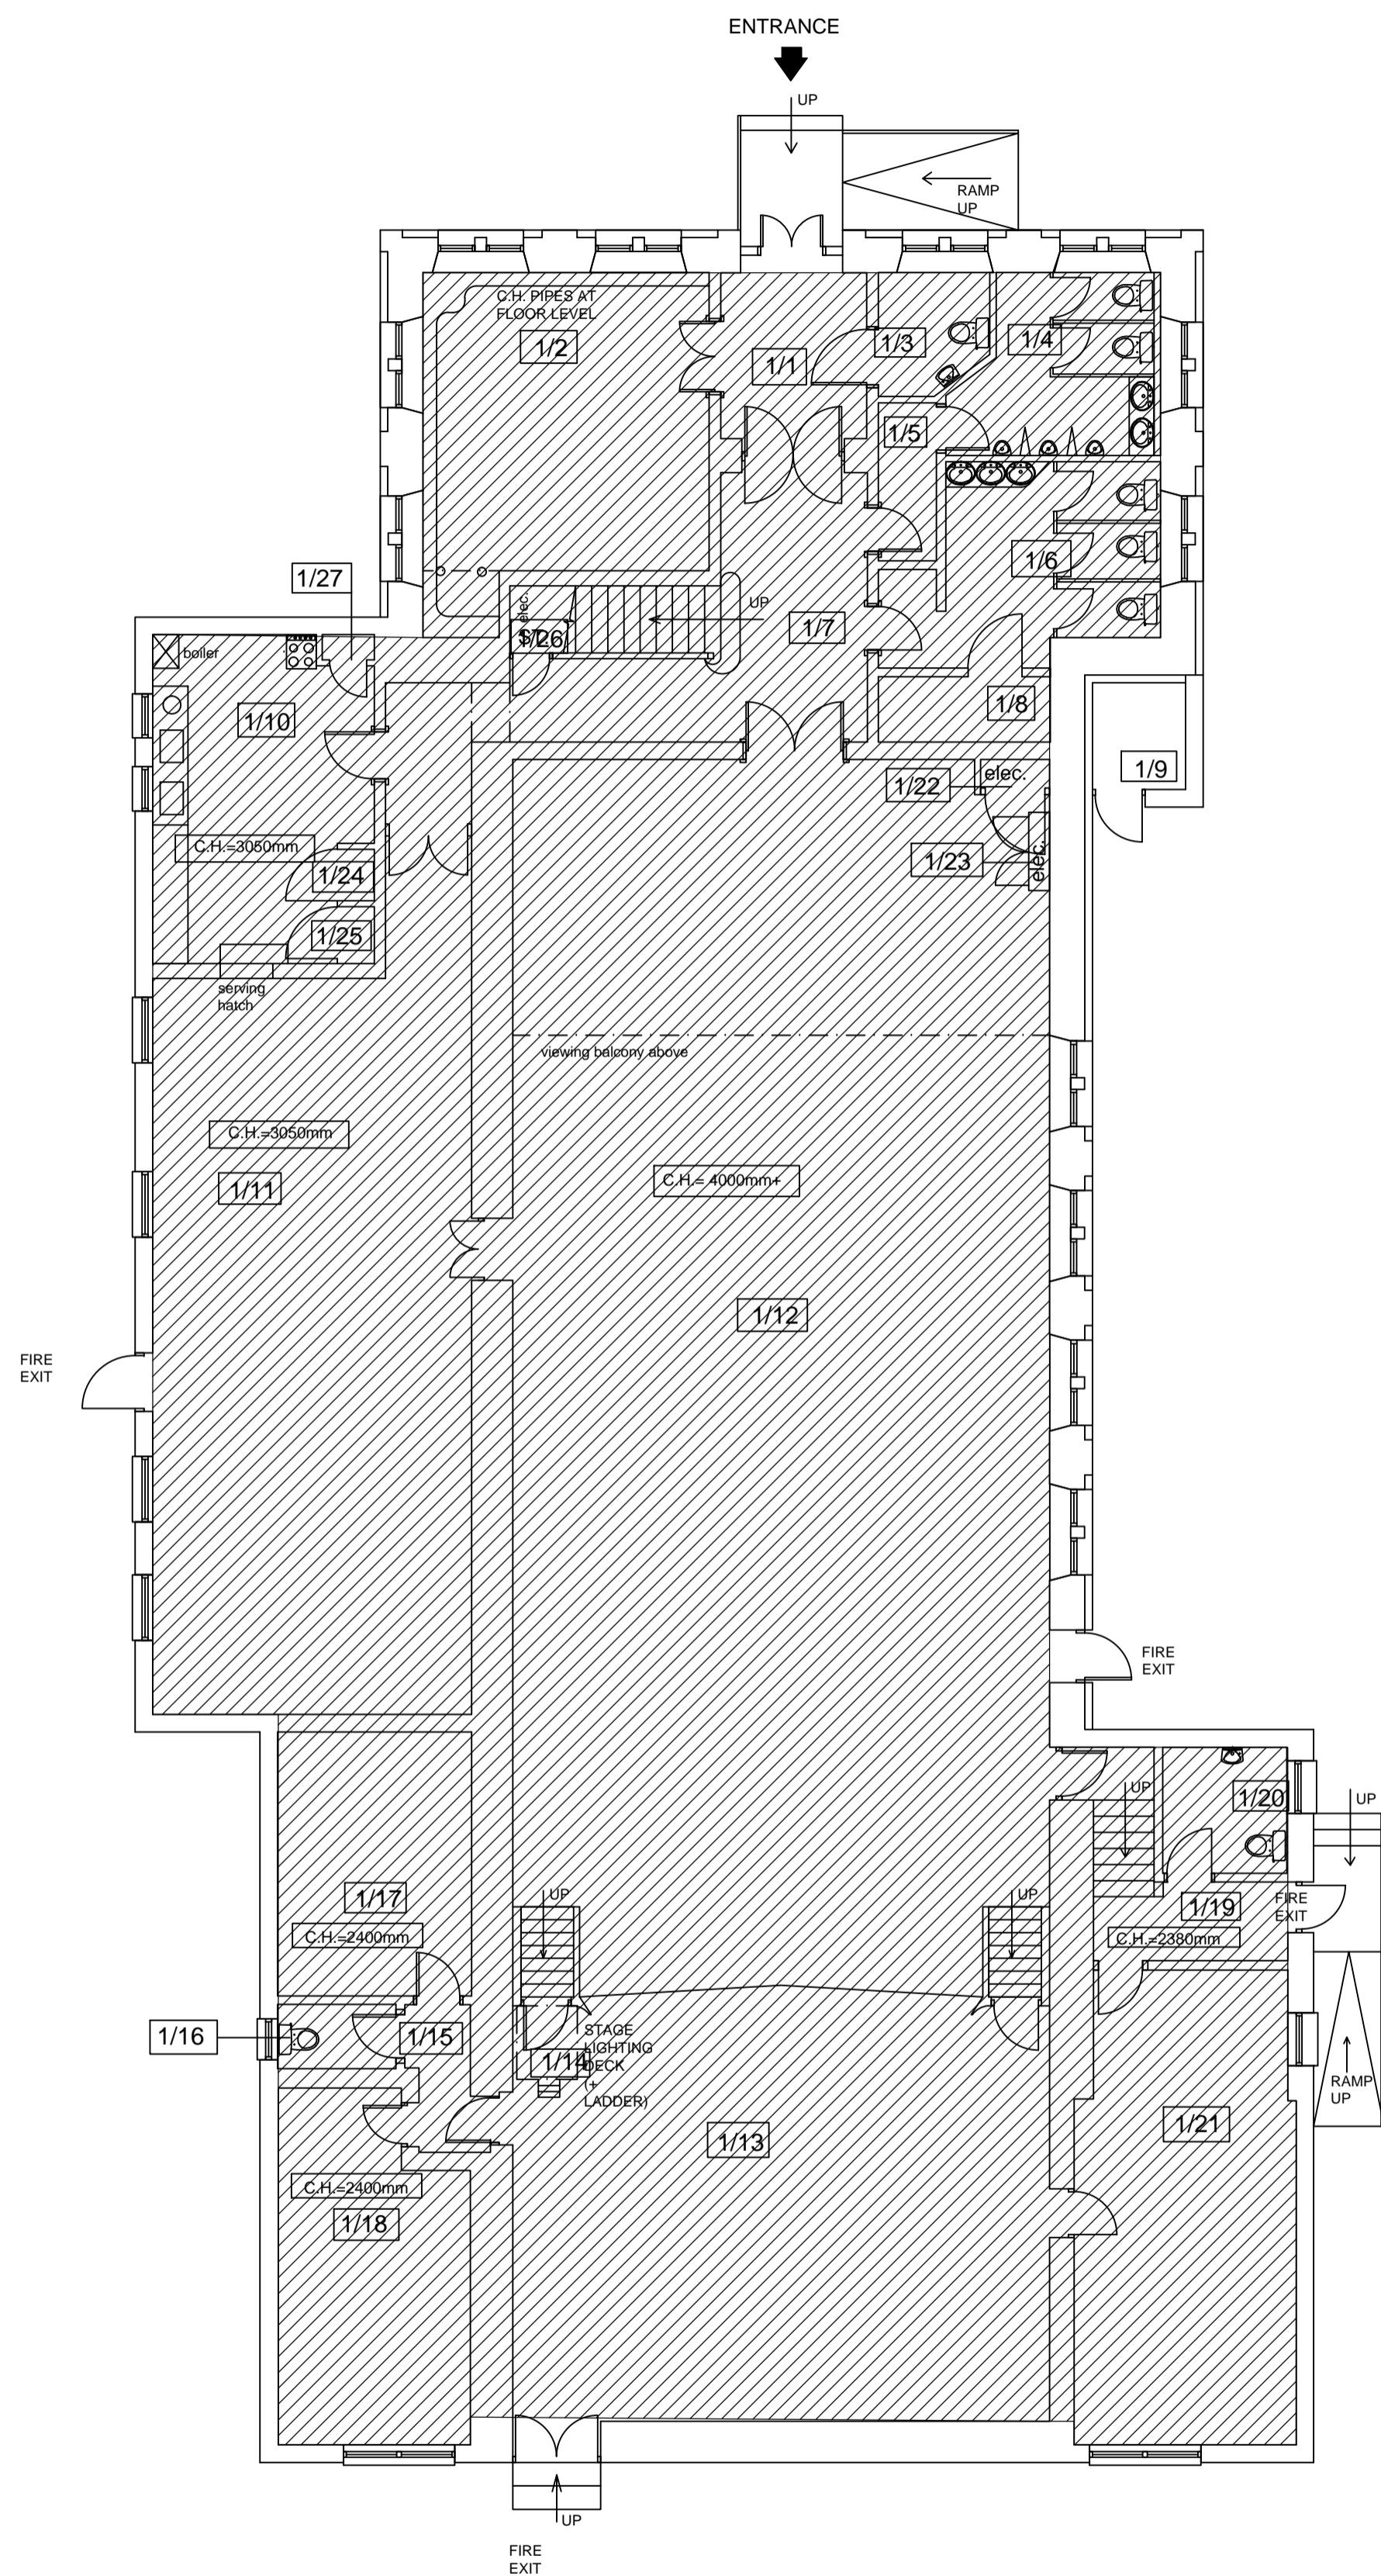 ENTRANCE
UP
RAMP
UP
C.H. PIPES AT
FLOOR LEVEL
1/2
1/1
1/3
1/4
1/5
1/6
1/27
elec.
ST.
1/26
UP
1/7
boiler
1/10
1/8
1/9
1/22
elec.
1/23
elec.
C.H.=3050mm
1/24
1/25
serving
hatch
viewing balcony above
C.H.=3050mm
1/11
C.H.= 4000mm+
1/12
FIRE
EXIT
FIRE
EXIT
UP
1/20
UP
1/17
C.H.=2400mm
UP
UP
1/19
FIRE
EXIT
C.H.=2380mm
1/16
1/15
STAGE
LIGHTING
DECK
(+
LADDER)
1/14
RAMP
UP
1/13
1/21
C.H.=2400mm
1/18
UP
FIRE
EXIT